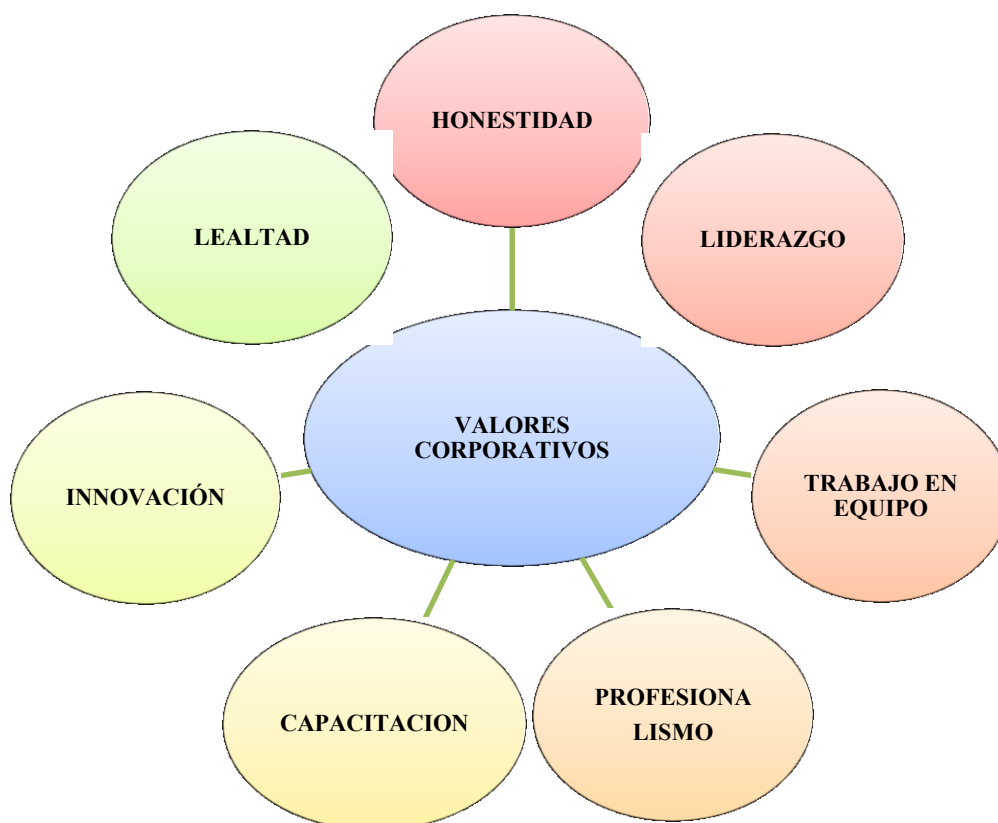 HONESTIDAD
LEALTAD
LIDERAZGO
VALORES
CORPORATIVOS
INNOVACIÓN
TRABAJO EN
EQUIPO
CAPACITACION
PROFESIONA
LISMO